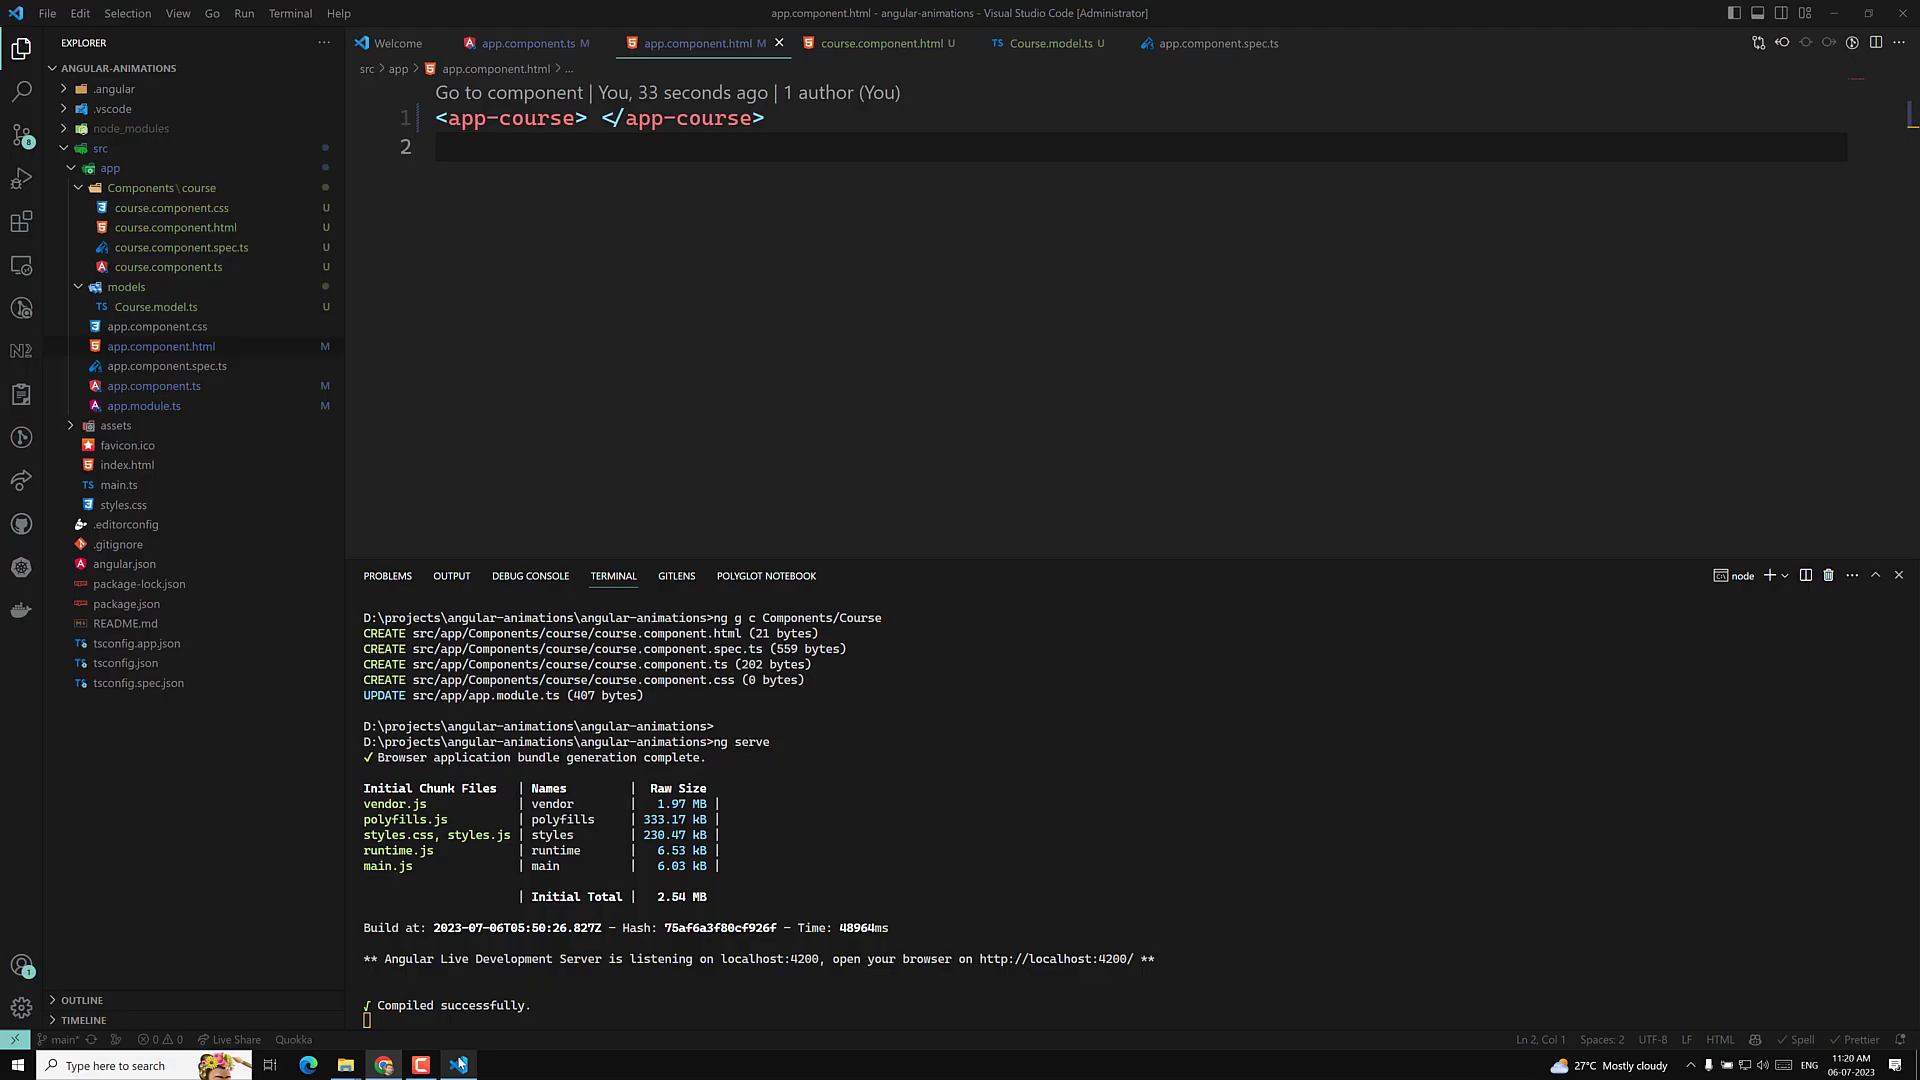 File Edit Selection View Go Run Terminal Help
app.component.html - angular-animations - Visual Studio Code [Administrator]
EXPLORER
Welcome
app.component.ts M
app.component.html M
course.component.html U
Course.model.ts U
app.component.spec.ts
src > app > app.component.html > ...
ANGULAR-ANIMATIONS
.angular
.vscode
node_modules
src
app
Components \ course
course.component.css U
course.component.html U
course.component.spec.ts U
course.component.ts U
models
Course.model.ts U
app.component.css
app.component.html M
app.component.spec.ts
app.component.ts M
app.module.ts M
assets
favicon.ico
index.html
main.ts
styles.css
.editorconfig
.gitignore
angular.json
package-lock.json
package.json
README.md
tsconfig.app.json
tsconfig.json
tsconfig.spec.json
OUTLINE
TIMELINE
8
1
Go to component | You, 33 seconds ago | 1 author (You)
1 <app-course> </app-course>
2
PROBLEMS OUTPUT DEBUG CONSOLE TERMINAL GITLENS POLYGLOT NOTEBOOK
node
D:\projects\angular-animations\angular-animations>ng g c Components/Course
CREATE src/app/Components/course/course.component.html (21 bytes)
CREATE src/app/Components/course/course.component.spec.ts (559 bytes)
CREATE src/app/Components/course/course.component.ts (202 bytes)
CREATE src/app/Components/course/course.component.css (0 bytes)
UPDATE src/app/app.module.ts (407 bytes)
D:\projects\angular-animations\angular-animations>
D:\projects\angular-animations\angular-animations>ng serve
✓ Browser application bundle generation complete.
Initial Chunk Files | Names | Raw Size
vendor.js | vendor | 1.97 MB |
polyfills.js | polyfills | 333.17 kB |
styles.css, styles.js | styles | 230.47 kB |
runtime.js | runtime | 6.53 kB |
main.js | main | 6.03 kB |
| Initial Total | 2.54 MB
Build at: 2023-07-06T05:50:26.827Z - Hash: 75af6a3f80cf926f - Time: 48964ms
** Angular Live Development Server is listening on localhost:4200, open your browser on http://localhost:4200/ **
√ Compiled successfully.
main* 0 0 Live Share Quokka
Ln 2, Col 1 Spaces: 2 UTF-8 LF HTML Spell Prettier
Type here to search
27°C Mostly cloudy
ENG
11:20 AM
06-07-2023